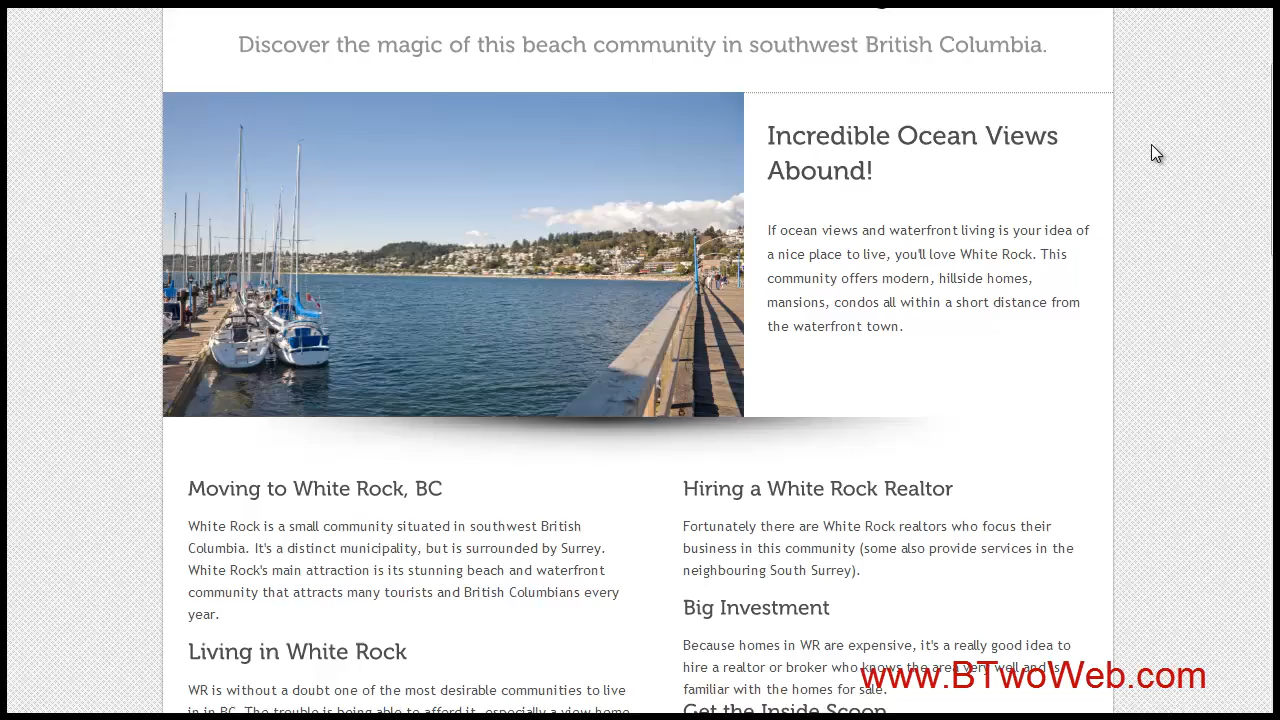 Discover the magic of this beach community in southwest British Columbia.
Incredible Ocean Views
Abound!
If ocean views and waterfront living is your idea of
a nice place to live, you'll love White Rock. This
community offers modern, hillside homes,
mansions, condos all within a short distance from
the waterfront town.
Moving to White Rock, BC
White Rock is a small community situated in southwest British
Columbia. It's a distinct municipality, but is surrounded by Surrey.
White Rock's main attraction is its stunning beach and waterfront
community that attracts many tourists and British Columbians every
year.
Living in White Rock
WR is without a doubt one of the most desirable communities to live
in in BC. The trouble is being able to afford it, especially a view home
Hiring a White Rock Realtor
Fortunately there are White Rock realtors who focus their
business in this community (some also provide services in the
neighbouring South Surrey).
Big Investment
Because homes in WR are expensive, it's a really good idea to
hire a realtor or broker who knows the area very well and is
familiar with the homes for sale.
Get the Inside Scoop
www.BTwoWeb.com